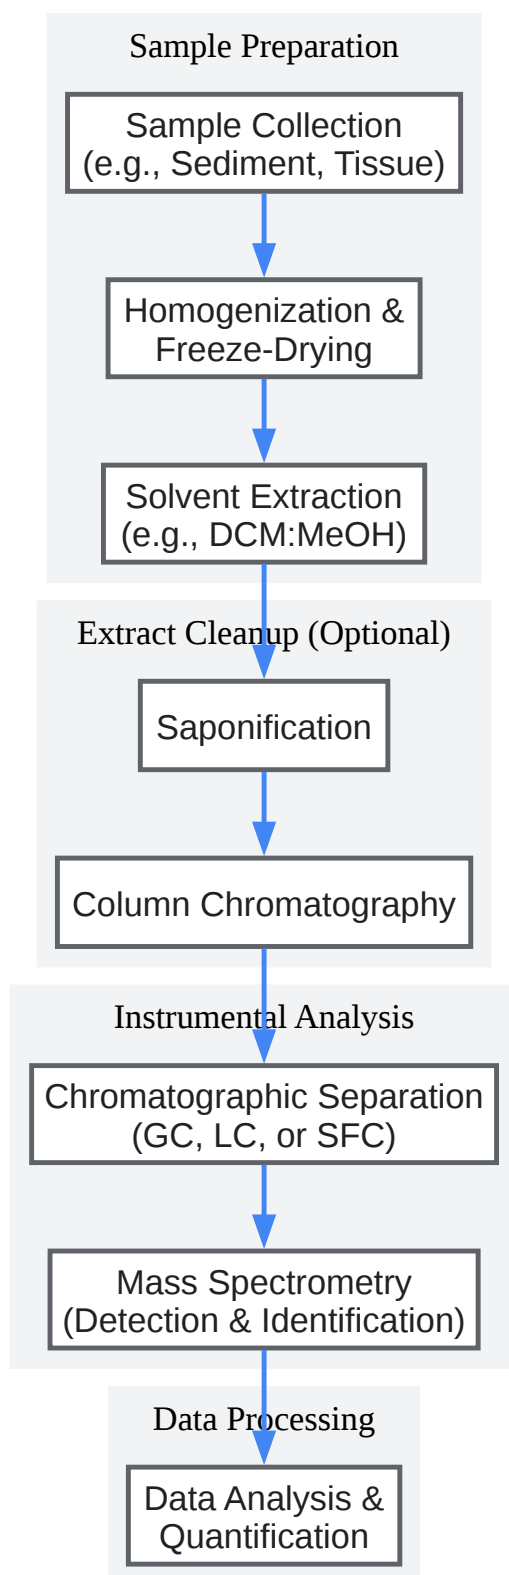 Sample Preparation
Sample Collection
(e.g., Sediment, Tissue)
Homogenization &
Freeze-Drying
Solvent Extraction
(e.g., DCM:MeOH)
Extract Cleanup (Optional)
Saponification
Column Chromatography
Instrumental Analysis
Chromatographic Separation
(GC, LC, or SFC)
Mass Spectrometry
(Detection & Identification)
Data Processing
Data Analysis &
Quantification